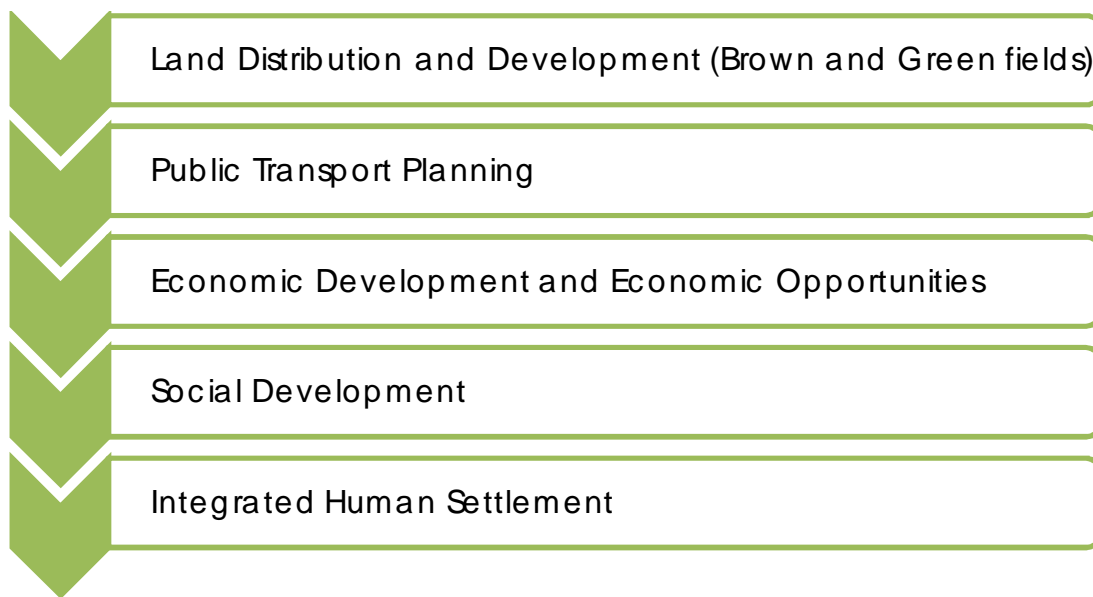 Land Distribution and Development (Brown and Green fields)
Public Transport Planning
Economic Development and Economic Opportunities
Social Development
Integrated Human Settlement